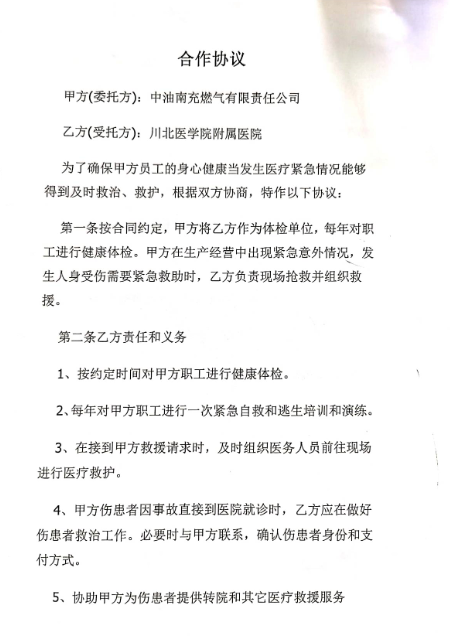 合作协议
甲方(委托方)：中油南充燃气有限责任公司
乙方(受托方)：川北医学院附属医院
为了确保甲方员工的身心健康当发生医疗紧急情况能够
得到及时救治、救护，根据双方协商，特作以下协议：
第一条按合同约定，甲方将乙方作为体检单位，每年对职
工进行健康体检。甲方在生产经营中出现紧急意外情况，发
生人身受伤需要紧急救助时，乙方负责现场抢救并组织救
援。
第二条乙方责任和义务
1、按约定时间对甲方职工进行健康体检。
2、每年对甲方职工进行一次紧急自救和逃生培训和演练。
3、在接到甲方救援请求时，及时组织医务人员前往现场
进行医疗救护。
4、甲方伤患者因事故直接到医院就诊时，乙方应在做好
伤患者救治工作。必要时与甲方联系，确认伤患者身份和支
付方式。
5、协助甲方为伤患者提供转院和其它医疗救援服务